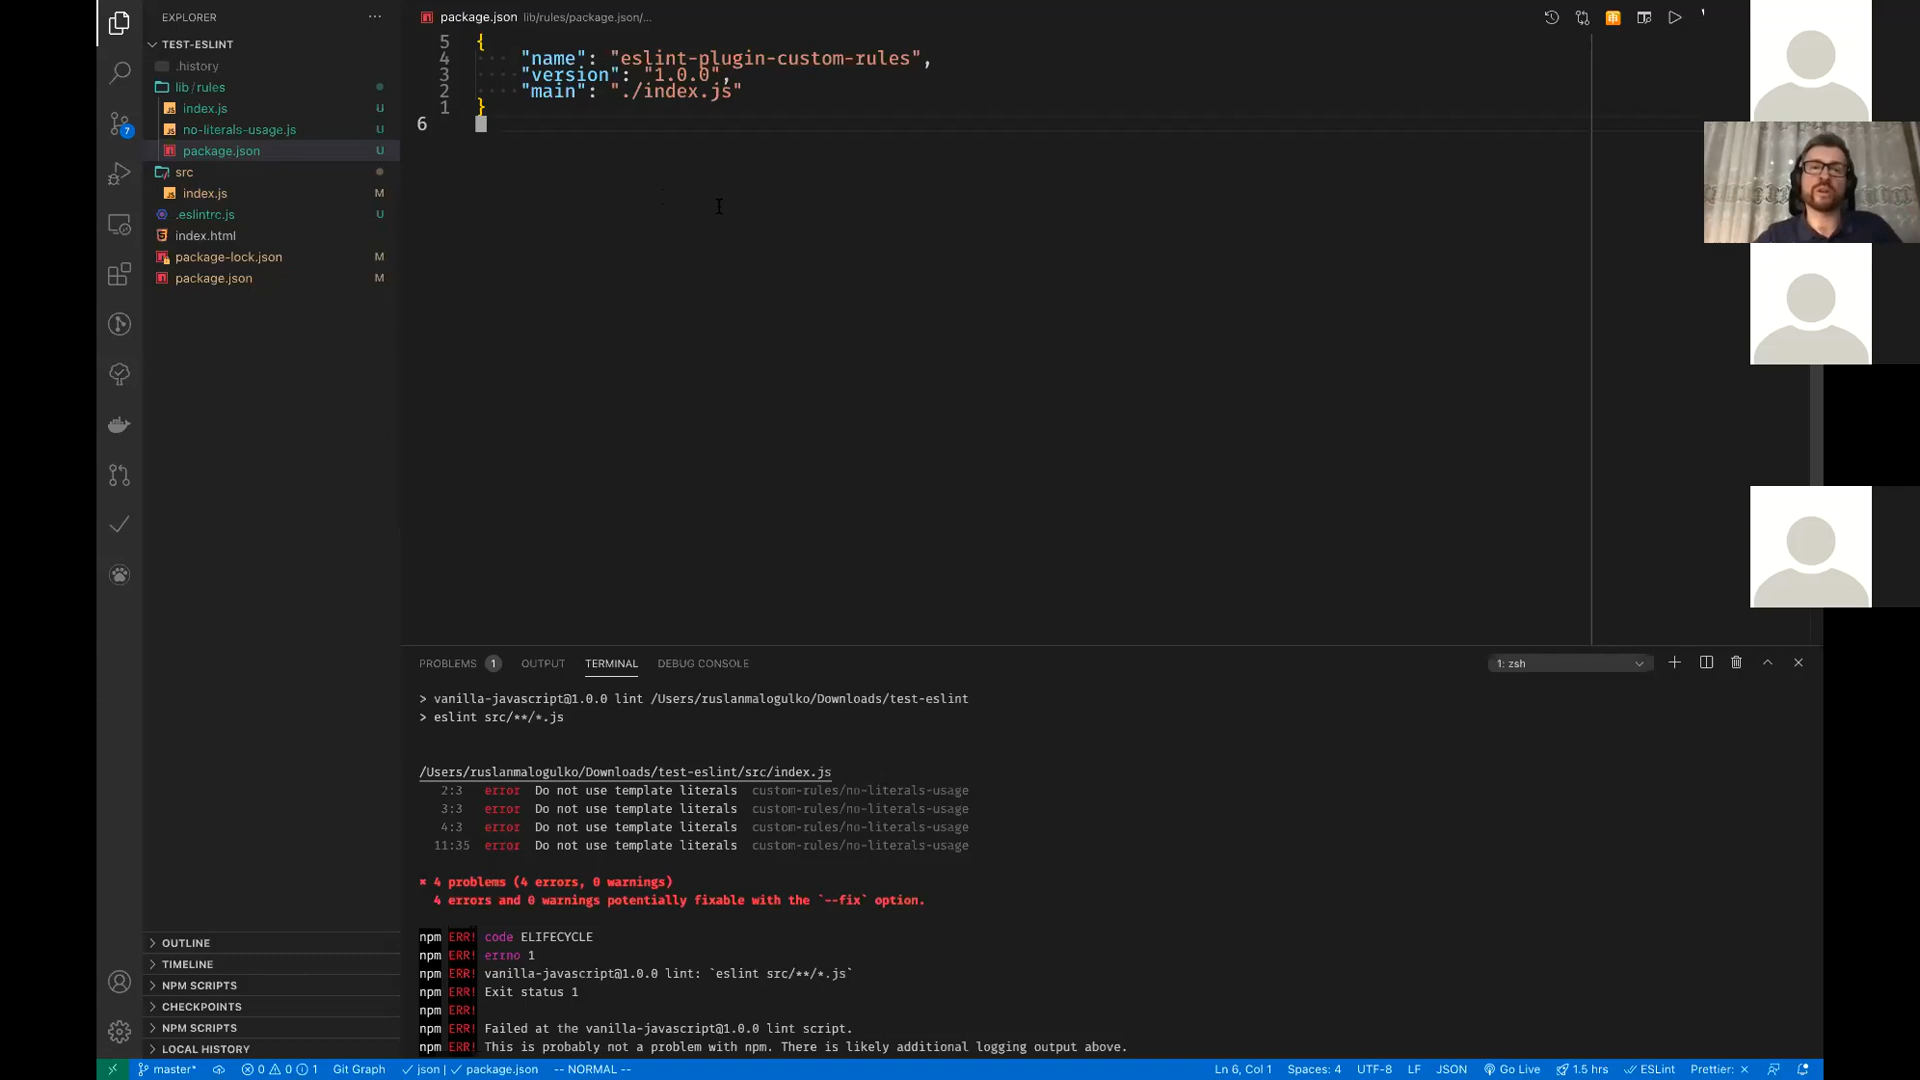 EXPLORER
TEST-ESLINT
.history
lib/rules
index.js U
no-literals-usage.js U
package.json U
src
index.js M
.eslintrc.js U
index.html
package-lock.json M
package.json M
7
OUTLINE
TIMELINE
NPM SCRIPTS
CHECKPOINTS
NPM SCRIPTS
LOCAL HISTORY
package.json lib/rules/package.json/...
5 {
4 "name": "eslint-plugin-custom-rules",
3 "version": "1.0.0",
2 "main": "./index.js"
1 }
6
PROBLEMS 1 OUTPUT TERMINAL DEBUG CONSOLE 1: zsh
> vanilla-javascript@1.0.0 lint /Users/ruslanmalogulko/Downloads/test-eslint
> eslint src/**/*.js
/Users/ruslanmalogulko/Downloads/test-eslint/src/index.js
2:3 error Do not use template literals custom-rules/no-literals-usage
3:3 error Do not use template literals custom-rules/no-literals-usage
4:3 error Do not use template literals custom-rules/no-literals-usage
11:35 error Do not use template literals custom-rules/no-literals-usage
✖ 4 problems (4 errors, 0 warnings)
4 errors and 0 warnings potentially fixable with the `--fix` option.
npm ERR! code ELIFECYCLE
npm ERR! errno 1
npm ERR! vanilla-javascript@1.0.0 lint: `eslint src/**/*.js`
npm ERR! Exit status 1
npm ERR!
npm ERR! Failed at the vanilla-javascript@1.0.0 lint script.
npm ERR! This is probably not a problem with npm. There is likely additional logging output above.
master* 0 0 1 Git Graph json | package.json -- NORMAL -- Ln 6, Col 1 Spaces: 4 UTF-8 LF JSON Go Live 1.5 hrs ESLint Prettier: ×